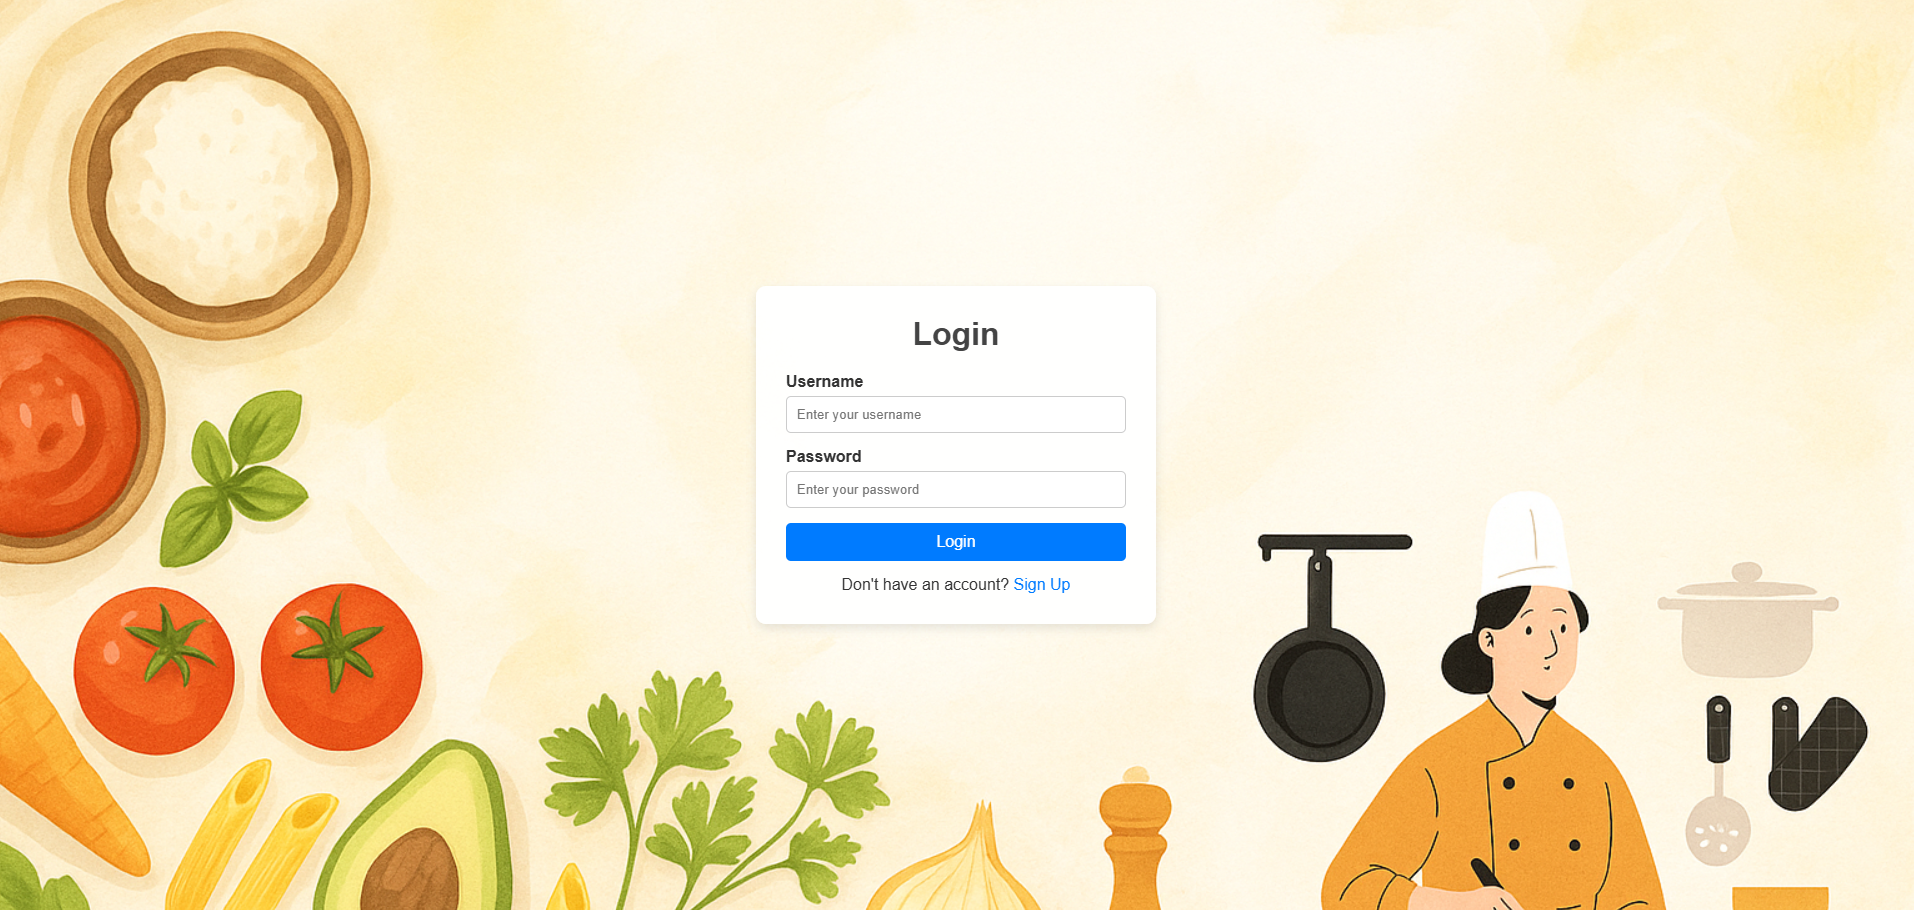 Login
Username
Enter your username
Password
Enter your password
Login
Don't have an account? Sign Up